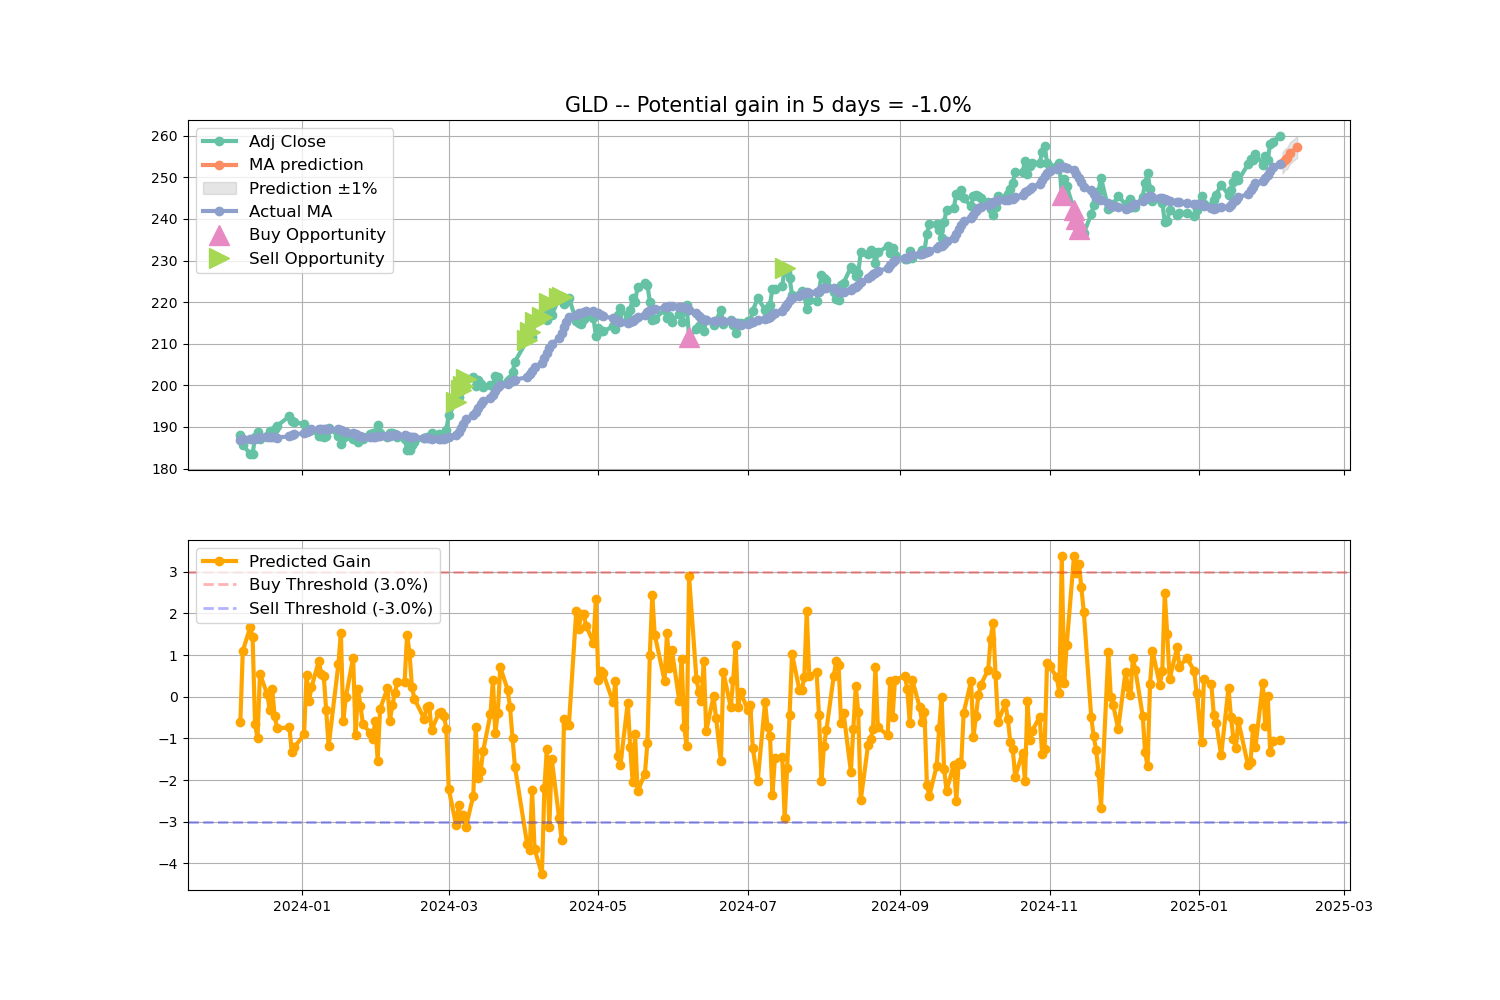 GLD -- Potential gain in 5 days = -1.0%
260
250
240
230
220
210
200
190
180
Adj Close
MA prediction
Prediction ±1%
Actual MA
Buy Opportunity
Sell Opportunity
3
2
1
0
−1
−2
−3
−4
Predicted Gain
Buy Threshold (3.0%)
Sell Threshold (-3.0%)
2024-01 2024-03 2024-05 2024-07 2024-09 2024-11 2025-01 2025-03